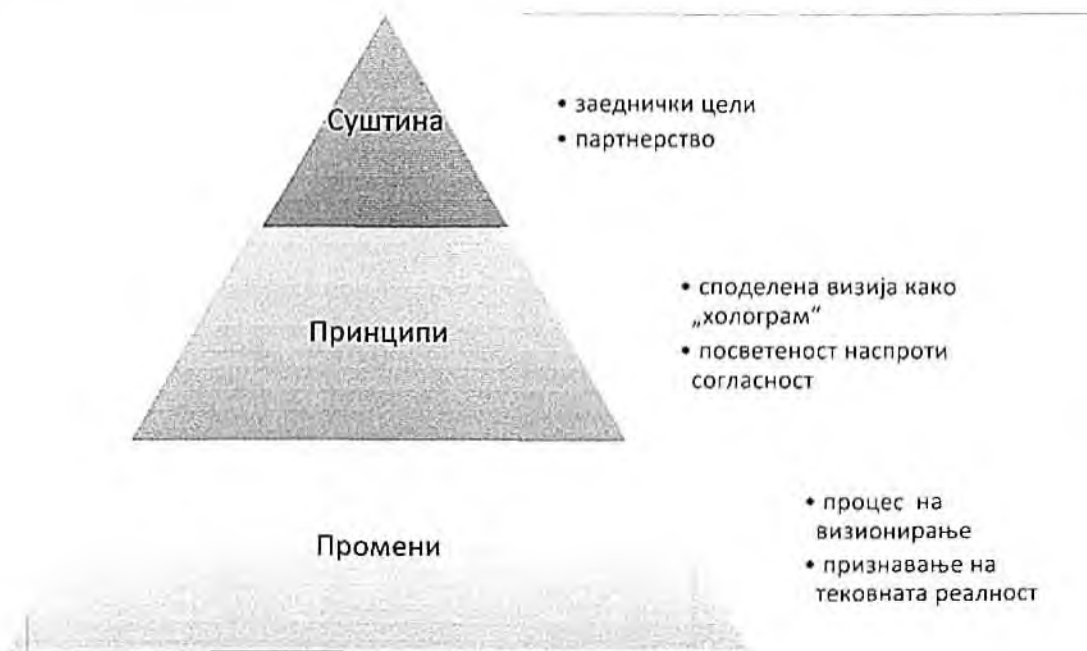 Суштина
• заеднички цели
• партнерство
Принципи
• споделена визија како
„холограм“
• посветеност наспроти
согласност
Промени
• процес на
визионирање
• признавање на
тековната реалност